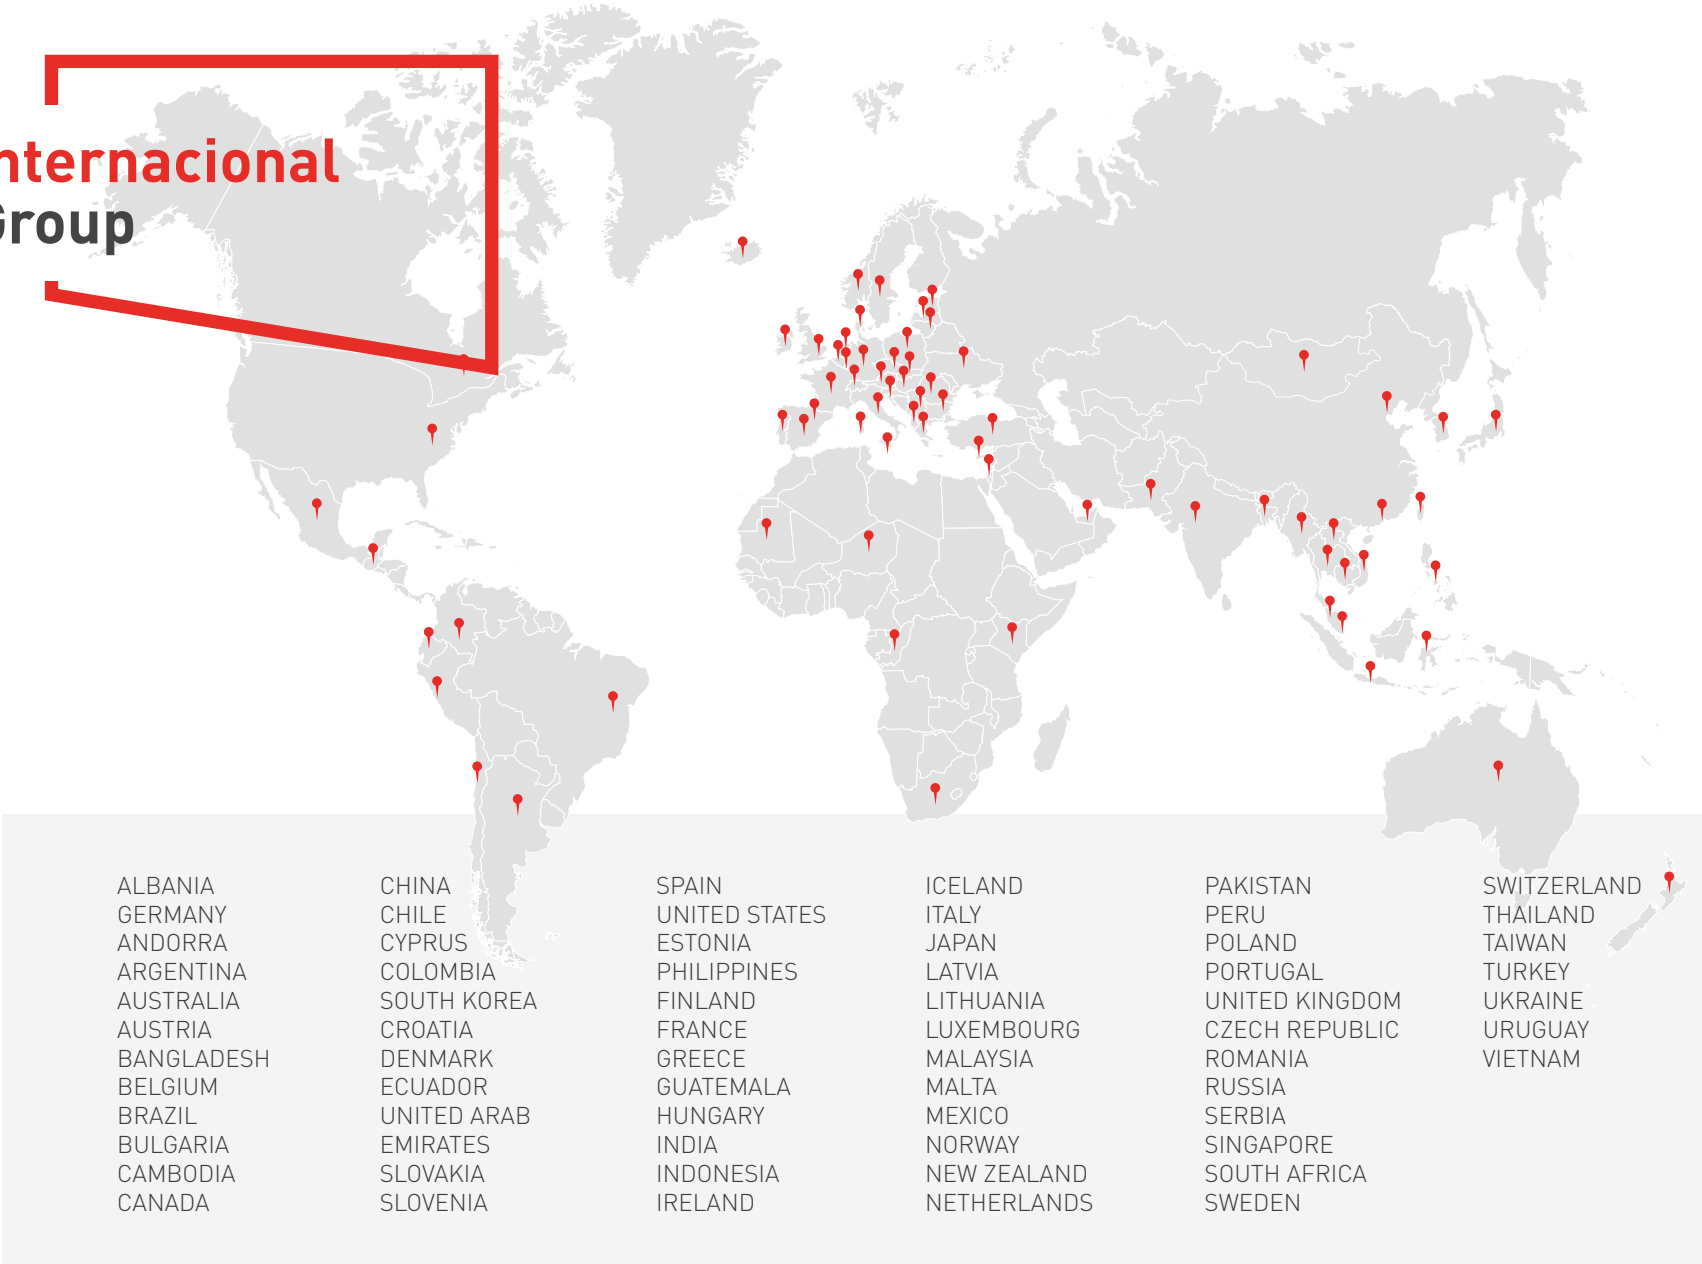 nternacional
Group
ALBANIA
GERMANY
ANDORRA
ARGENTINA
AUSTRALIA
AUSTRIA
BANGLADESH
BELGIUM
BRAZIL
BULGARIA
CAMBODIA
CANADA
CHINA
CHILE
CYPRUS
COLOMBIA
SOUTH KOREA
CROATIA
DENMARK
ECUADOR
UNITED ARAB
EMIRATES
SLOVAKIA
SLOVENIA
SPAIN
UNITED STATES
ESTONIA
PHILIPPINES
FINLAND
FRANCE
GREECE
GUATEMALA
HUNGARY
INDIA
INDONESIA
IRELAND
ICELAND
ITALY
JAPAN
LATVIA
LITHUANIA
LUXEMBOURG
MALAYSIA
MALTA
MEXICO
NORWAY
NEW ZEALAND
NETHERLANDS
PAKISTAN
PERU
POLAND
PORTUGAL
UNITED KINGDOM
CZECH REPUBLIC
ROMANIA
RUSSIA
SERBIA
SINGAPORE
SOUTH AFRICA
SWEDEN
SWITZERLAND
THAILAND
TAIWAN
TURKEY
UKRAINE
URUGUAY
VIETNAM